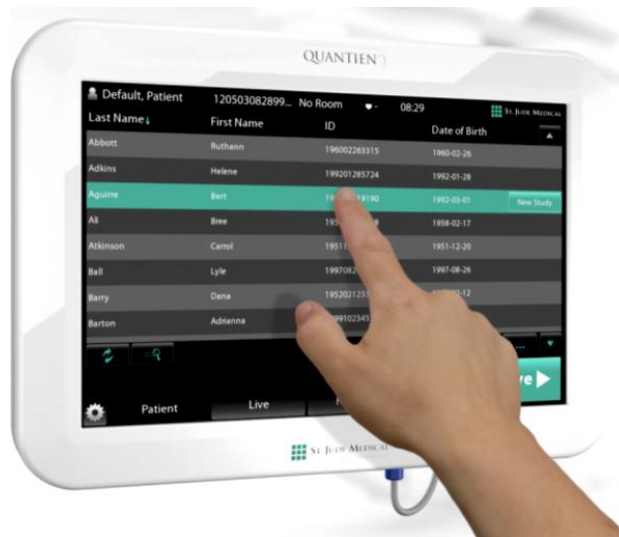 QUANTIEN
Default, Patient 120503082899... No Room - 08:29 ST. JUDE MEDICAL
Last Name↓ First Name ID Date of Birth
Abbott Ruthann 196002263315 1960-02-26
Adkins Helene 199201285724 1992-01-28
Aguirre Bert 9190 1992-03-01 New Study
Ali Bree 1958-02-17
Atkinson Carrol 1951-12-20
Ball Lyle 1997-08-26
Barry Dana
Barton Adrianna
...
Patient Live
ST. JUDE MEDICAL